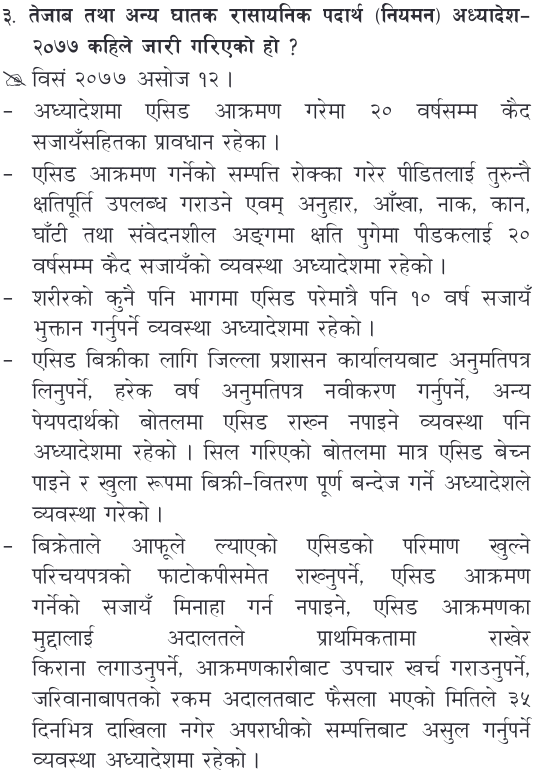 ३. तेजाब तथा अन्य घातक रासायनिक पदार्थ (नियमन) अध्यादेश–
२०७७ कहिले जारी गरिएको हो ?
विसं २०७७ असोज १२ ।
– अध्यादेशमा एसिड आक्रमण गरेमा २० वर्षसम्म कैद
सजायँसहितका प्रावधान रहेका ।
– एसिड आक्रमण गर्नेको सम्पत्ति रोक्का गरेर पीडितलाई तुरुन्तै
क्षतिपूर्ति उपलब्ध गराउने एवम् अनुहार, आँखा, नाक, कान,
घाँटी तथा संवेदनशील अङ्गमा क्षति पुगेमा पीडकलाई २०
वर्षसम्म कैद सजायँको व्यवस्था अध्यादेशमा रहेको ।
– शरीरको कुनै पनि भागमा एसिड परेमात्रै पनि १० वर्ष सजायँ
भुक्तान गर्नुपर्ने व्यवस्था अध्यादेशमा रहेको ।
– एसिड बिक्रीका लागि जिल्ला प्रशासन कार्यालयबाट अनुमतिपत्र
लिनुपर्ने, हरेक वर्ष अनुमतिपत्र नवीकरण गर्नुपर्ने, अन्य
पेयपदार्थको बोतलमा एसिड राख्न नपाइने व्यवस्था पनि
अध्यादेशमा रहेको । सिल गरिएको बोतलमा मात्र एसिड बेच्न
पाइने र खुला रूपमा बिक्री-वितरण पूर्ण बन्देज गर्ने अध्यादेशले
व्यवस्था गरेको ।
– बिक्रेताले आफूले ल्याएको एसिडको परिमाण खुल्ने
परिचयपत्रको फाटोकपीसमेत राख्नुपर्ने, एसिड आक्रमण
गर्नेको सजायँ मिनाहा गर्न नपाइने, एसिड आक्रमणका
मुद्दालाई अदालतले प्राथमिकतामा राखेर
किराना लगाउनुपर्ने, आक्रमणकारीबाट उपचार खर्च गराउनुपर्ने,
जरिवानाबापतको रकम अदालतबाट फैसला भएको मितिले ३५
दिनभित्र दाखिला नगेर अपराधीको सम्पत्तिबाट असुल गर्नुपर्ने
व्यवस्था अध्यादेशमा रहेको ।